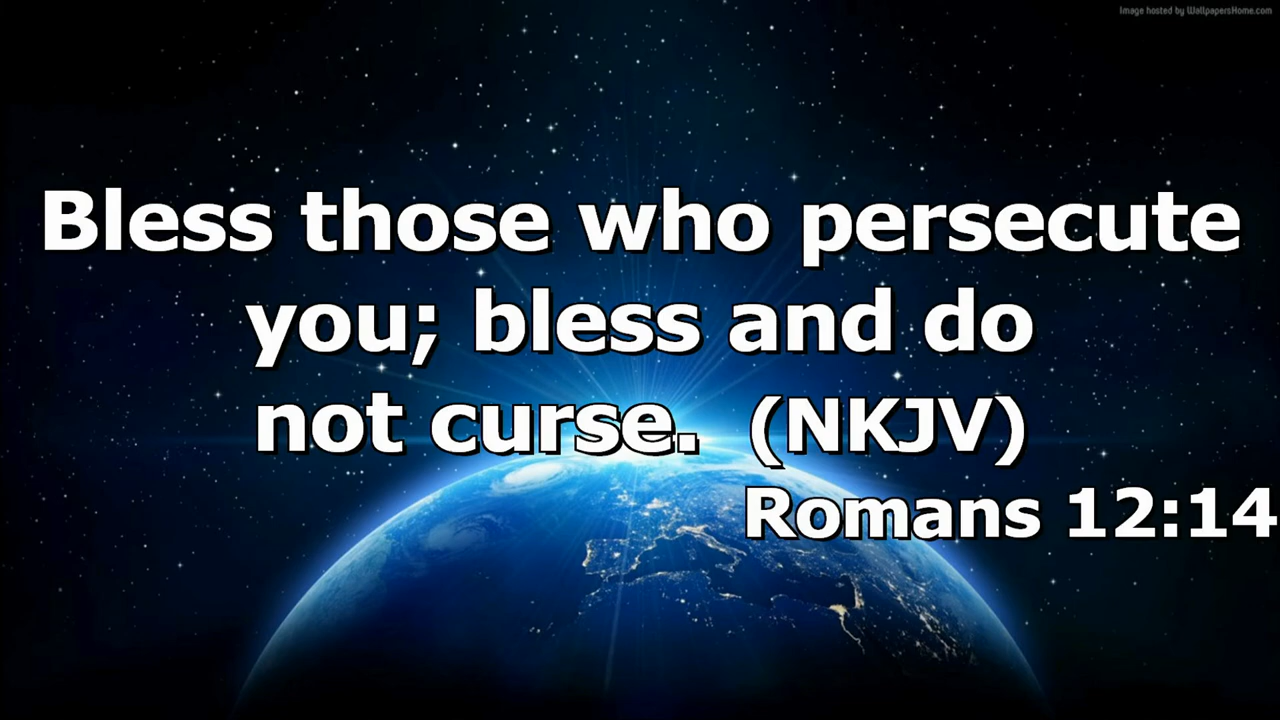 Image hosted by WallpapersHome.com
Bless those who persecute
you; bless and do
not curse. (NKJV)
Romans 12:14